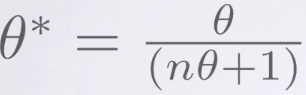 θ* = θ / (nθ+1)